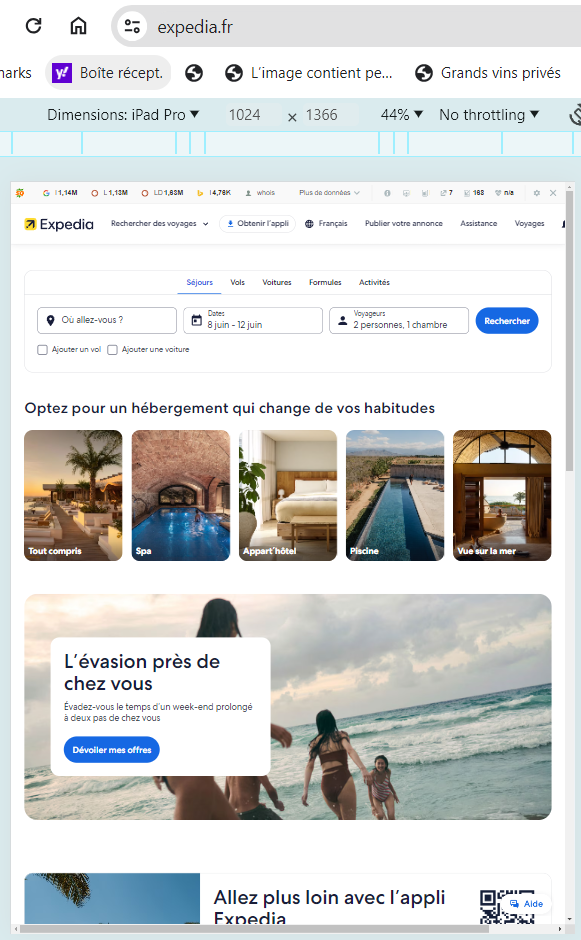 expedia.fr
narks
Boîte récept.
L'image contient pe...
Grands vins privés
Dimensions: iPad Pro ▼ 1024 × 1366 44% ▼ No throttling ▼
I 1,14M L 1,13M LD 1,63M I 4,76K whois Plus de données 7 168 n/a
Expedia
Rechercher des voyages
Obtenir l'appli
Français
Publier votre annonce
Assistance
Voyages
Séjours Vols Voitures Formules Activités
Où allez-vous ?
Dates
8 juin - 12 juin
Voyageurs
2 personnes, 1 chambre
Rechercher
Ajouter un vol
Ajouter une voiture
Optez pour un hébergement qui change de vos habitudes
Tout compris
Spa
Appart'hôtel
Piscine
Vue sur la mer
L'évasion près de
chez vous
Évadez-vous le temps d'un week-end prolongé
à deux pas de chez vous
Dévoiler mes offres
Allez plus loin avec l'appli
Expedia
Aide